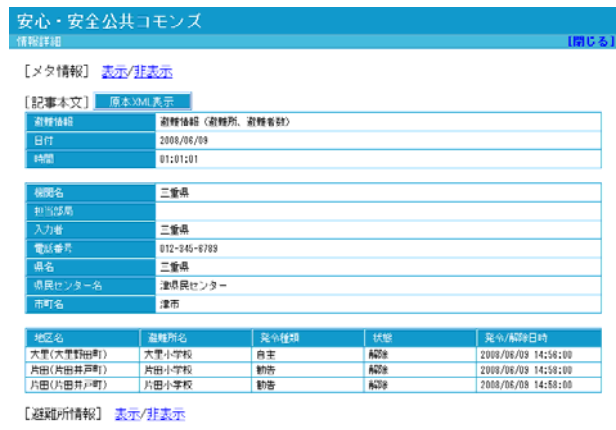 安心・安全公共コモンズ
情報詳細 [閉じる]
[メタ情報] 表示/非表示
[記事本文] 原本XML表示
避難情報 避難情報（避難所、避難者数）
日付 2008/06/09
時間 01:01:01
機関名 三重県
担当部局
入力者 三重県
電話番号 012-345-6789
県名 三重県
県民センター名 津県民センター
市町名 津市
地区名 避難所名 発令種類 状態 発令/解除日時
大里(大里野田町) 大里小学校 自主 解除 2008/06/09 14:56:00
片田(片田井戸町) 片田小学校 勧告 解除 2008/06/09 14:58:00
片田(片田井戸町) 片田小学校 勧告 解除 2008/06/09 14:58:00
[避難所情報] 表示/非表示